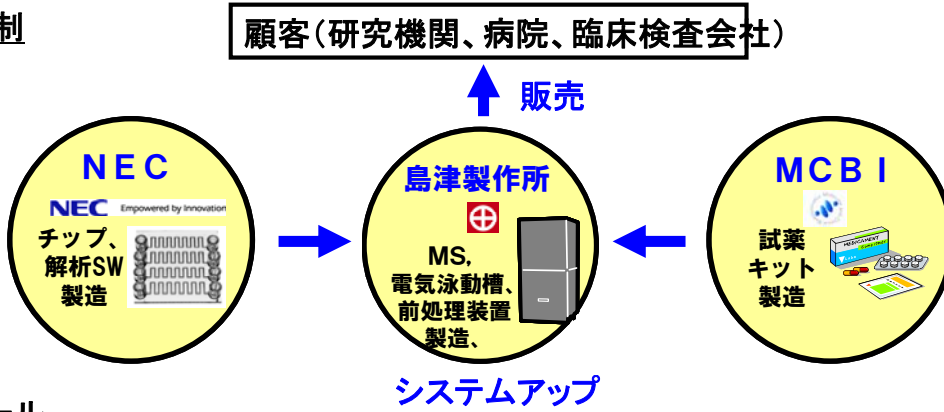 制
顧客(研究機関、病院、臨床検査会社)
販売
NEC
NEC Empowered by Innovation
チップ、
解析SW
製造
島津製作所
MS,
電気泳動槽、
前処理装置
製造、
MCBI
試薬
キット
製造
MEDICAMENT
システムアップ
ール